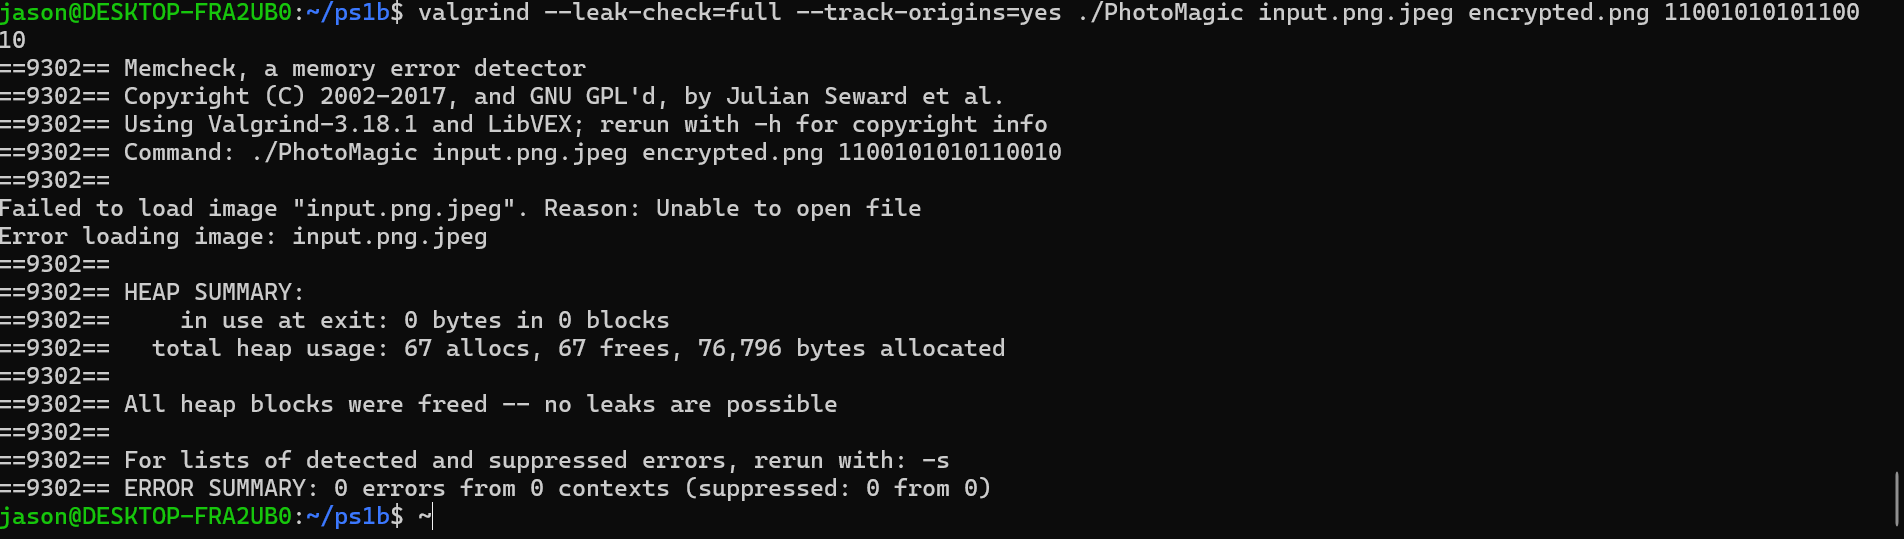 jason@DESKTOP-FRA2UB0:~/ps1b$ valgrind --leak-check=full --track-origins=yes ./PhotoMagic input.png.jpeg encrypted.png 11001010101100
10
==9302== Memcheck, a memory error detector
==9302== Copyright (C) 2002-2017, and GNU GPL'd, by Julian Seward et al.
==9302== Using Valgrind-3.18.1 and LibVEX; rerun with -h for copyright info
==9302== Command: ./PhotoMagic input.png.jpeg encrypted.png 1100101010110010
==9302==
Failed to load image "input.png.jpeg". Reason: Unable to open file
Error loading image: input.png.jpeg
==9302==
==9302== HEAP SUMMARY:
==9302==     in use at exit: 0 bytes in 0 blocks
==9302==   total heap usage: 67 allocs, 67 frees, 76,796 bytes allocated
==9302==
==9302== All heap blocks were freed -- no leaks are possible
==9302==
==9302== For lists of detected and suppressed errors, rerun with: -s
==9302== ERROR SUMMARY: 0 errors from 0 contexts (suppressed: 0 from 0)
jason@DESKTOP-FRA2UB0:~/ps1b$ ~